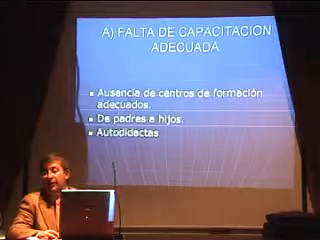 A) FALTA DE CAPACITACION
ADECUADA
Ausencia de centros de formación
adecuados.
De padres a hijos.
Autodidactas